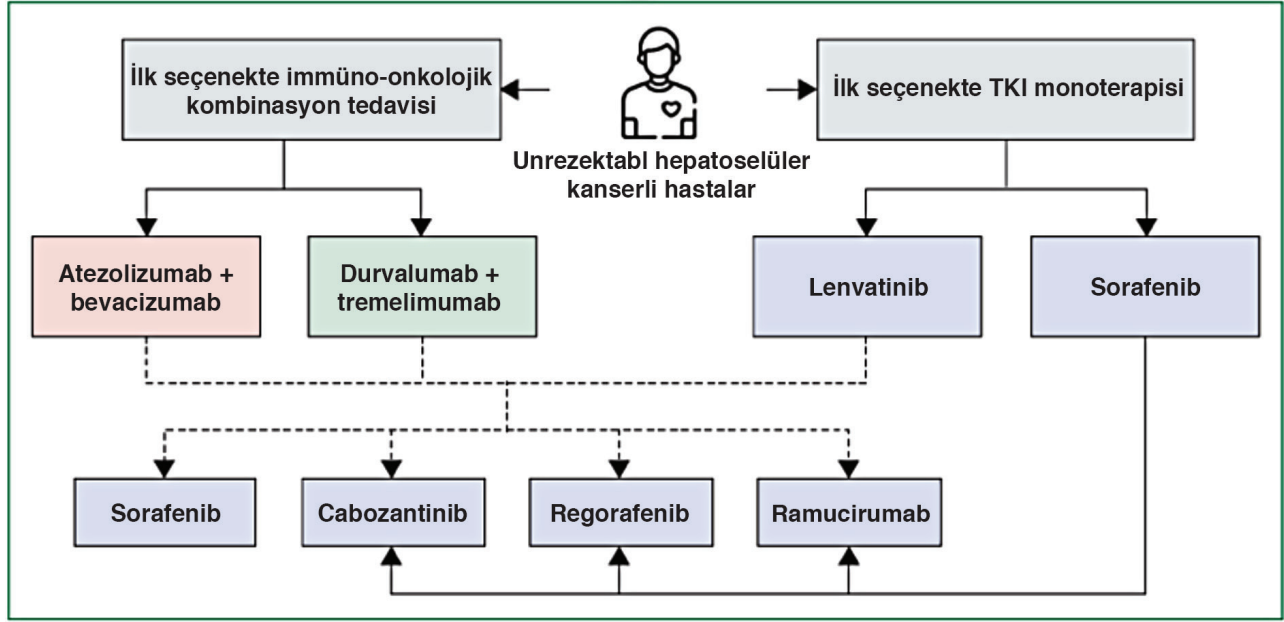 İlk seçenekte immüno-onkolojik
kombinasyon tedavisi
Unrezektabl hepatoselüler
kanserli hastalar
İlk seçenekte TKI monoterapisi
Atezolizumab +
bevacizumab
Durvalumab +
tremelimumab
Lenvatinib
Sorafenib
Sorafenib
Cabozantinib
Regorafenib
Ramucirumab